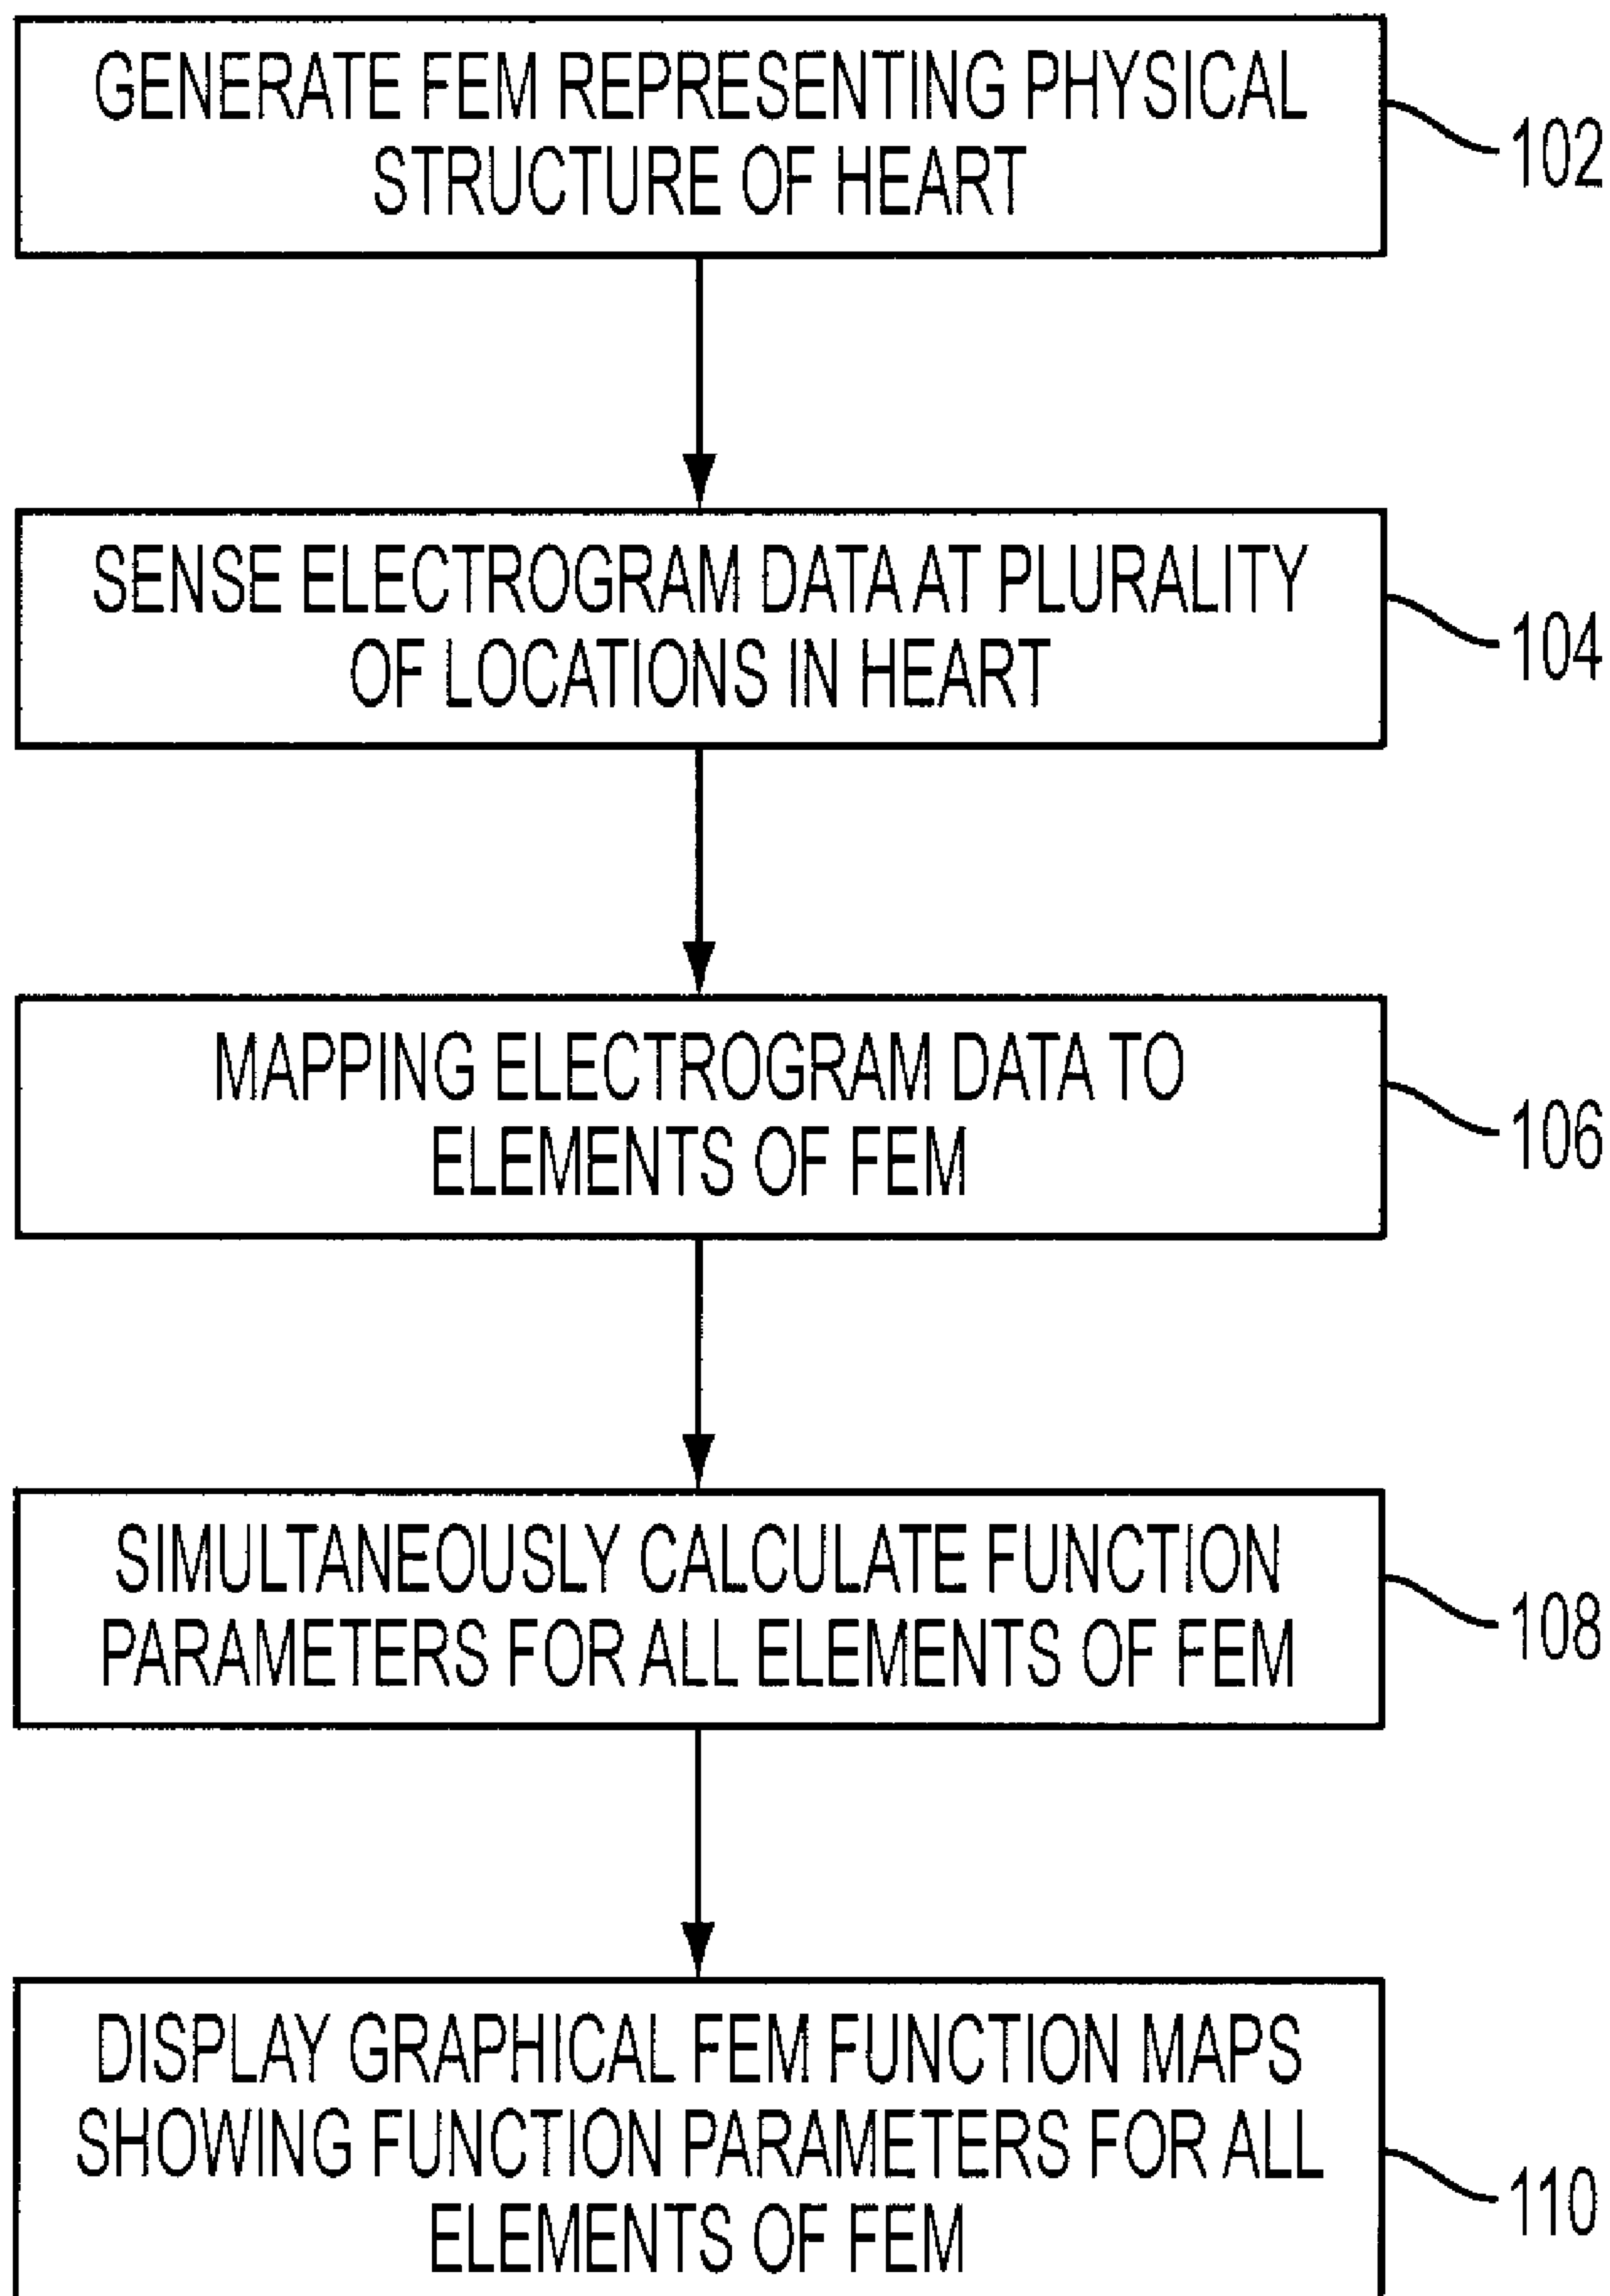 GENERATE FEM REPRESENTING PHYSICAL
STRUCTURE OF HEART
102
SENSE ELECTROGRAM DATA AT PLURALITY
OF LOCATIONS IN HEART
104
MAPPING ELECTROGRAM DATA TO
ELEMENTS OF FEM
106
SIMULTANEOUSLY CALCULATE FUNCTION
PARAMETERS FOR ALL ELEMENTS OF FEM
108
DISPLAY GRAPHICAL FEM FUNCTION MAPS
SHOWING FUNCTION PARAMETERS FOR ALL
ELEMENTS OF FEM
110